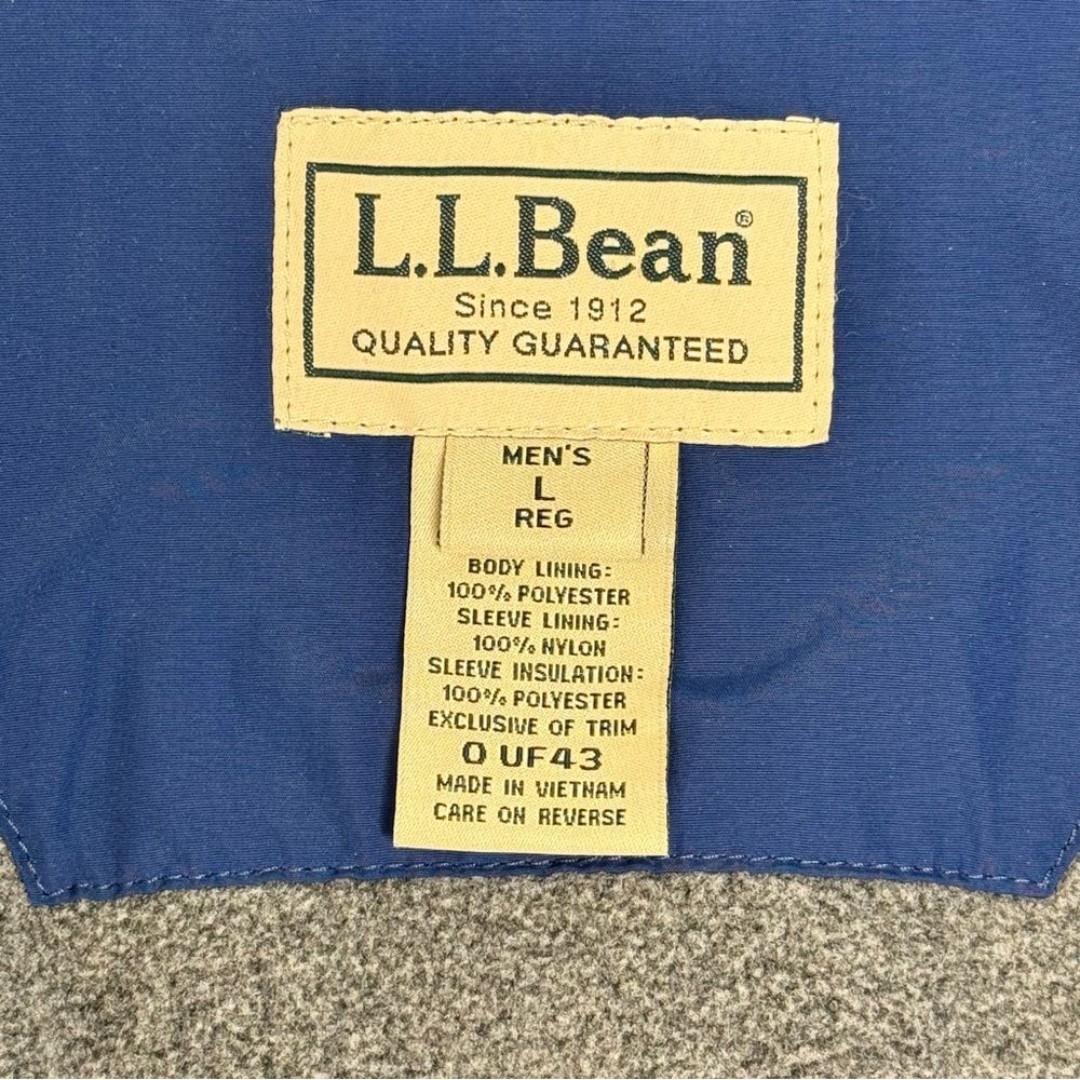 L.L.Bean®
Since 1912
QUALITY GUARANTEED
MEN'S
L
REG
BODY LINING:
100% POLYESTER
SLEEVE LINING:
100% NYLON
SLEEVE INSULATION:
100% POLYESTER
EXCLUSIVE OF TRIM
0 UF43
MADE IN VIETNAM
CARE ON REVERSE